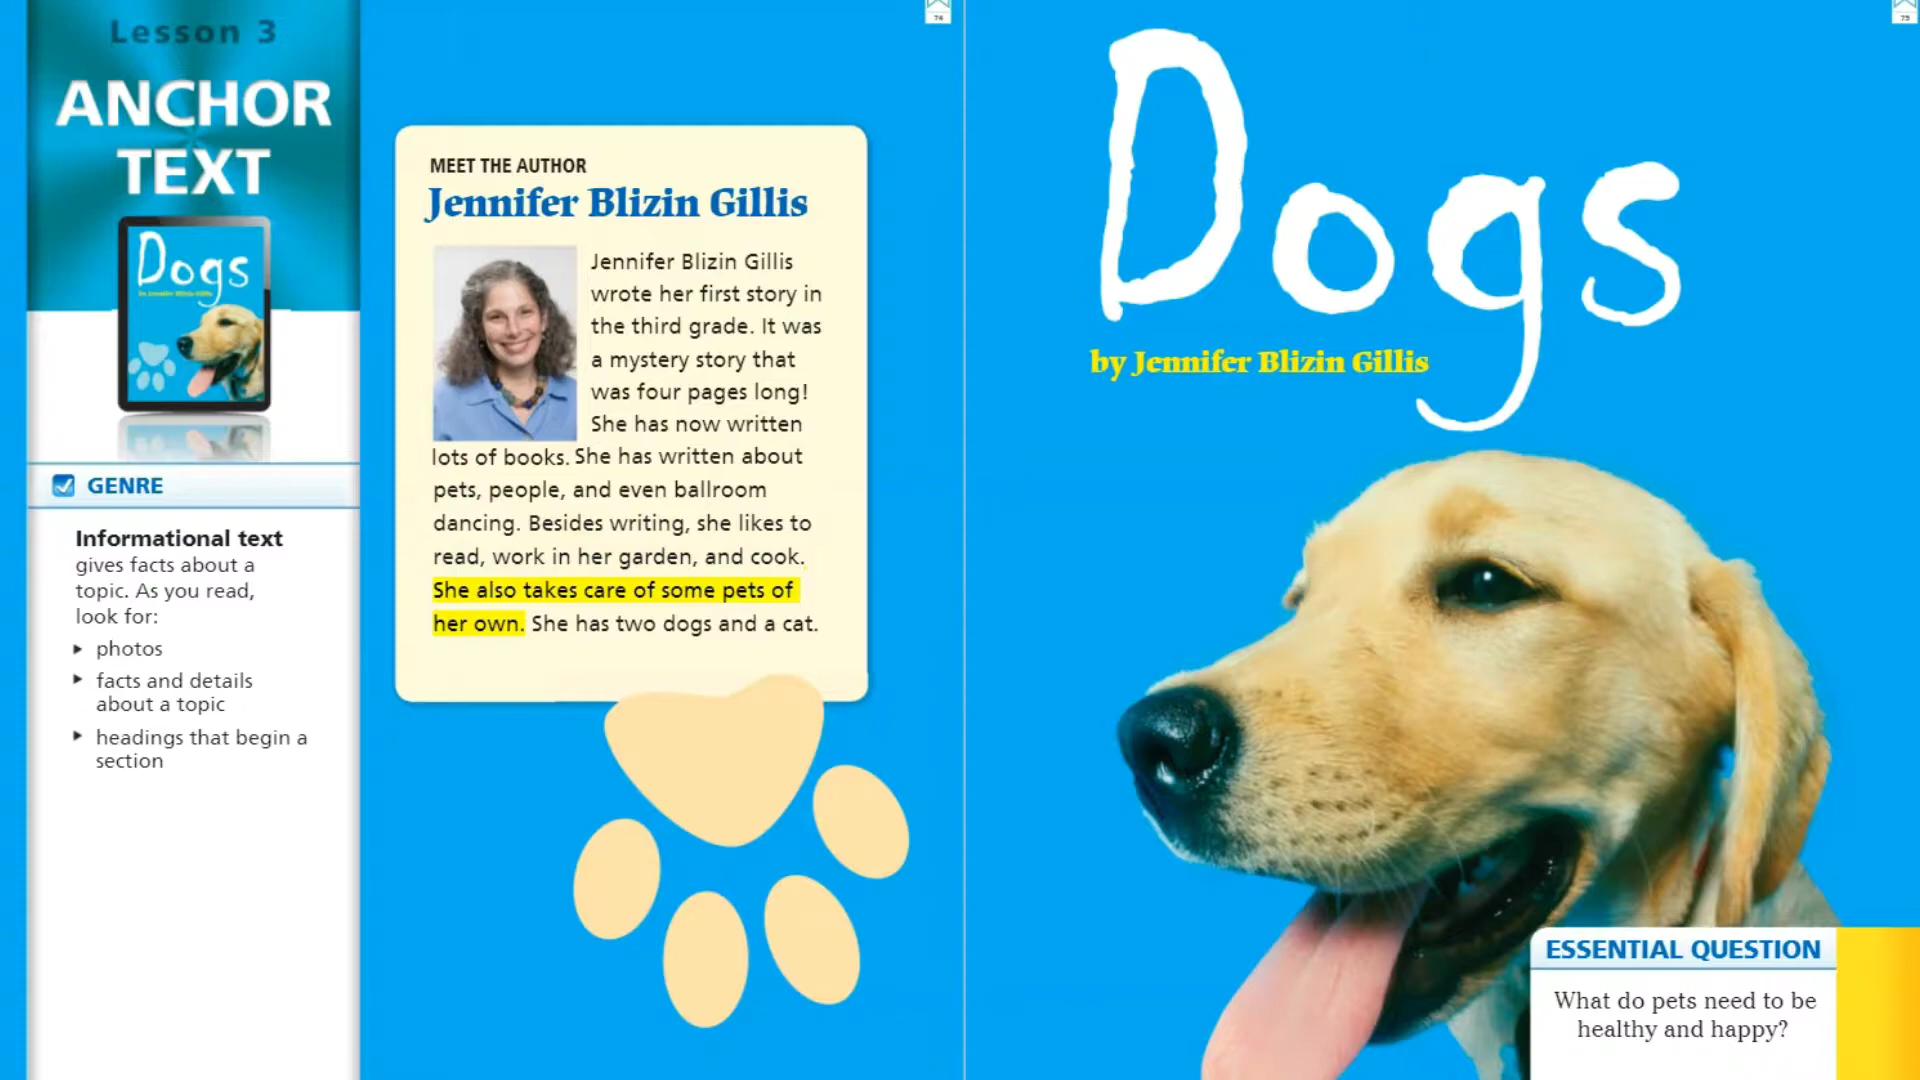 Lesson 3
ANCHOR
TEXT
Dogs
GENRE
Informational text
gives facts about a
topic. As you read,
look for:
photos
facts and details
about a topic
headings that begin a
section
74
MEET THE AUTHOR
Jennifer Blizin Gillis
Jennifer Blizin Gillis
wrote her first story in
the third grade. It was
a mystery story that
was four pages long!
She has now written
lots of books. She has written about
pets, people, and even ballroom
dancing. Besides writing, she likes to
read, work in her garden, and cook.
She also takes care of some pets of
her own. She has two dogs and a cat.
75
Dogs
by Jennifer Blizin Gillis
ESSENTIAL QUESTION
What do pets need to be
healthy and happy?